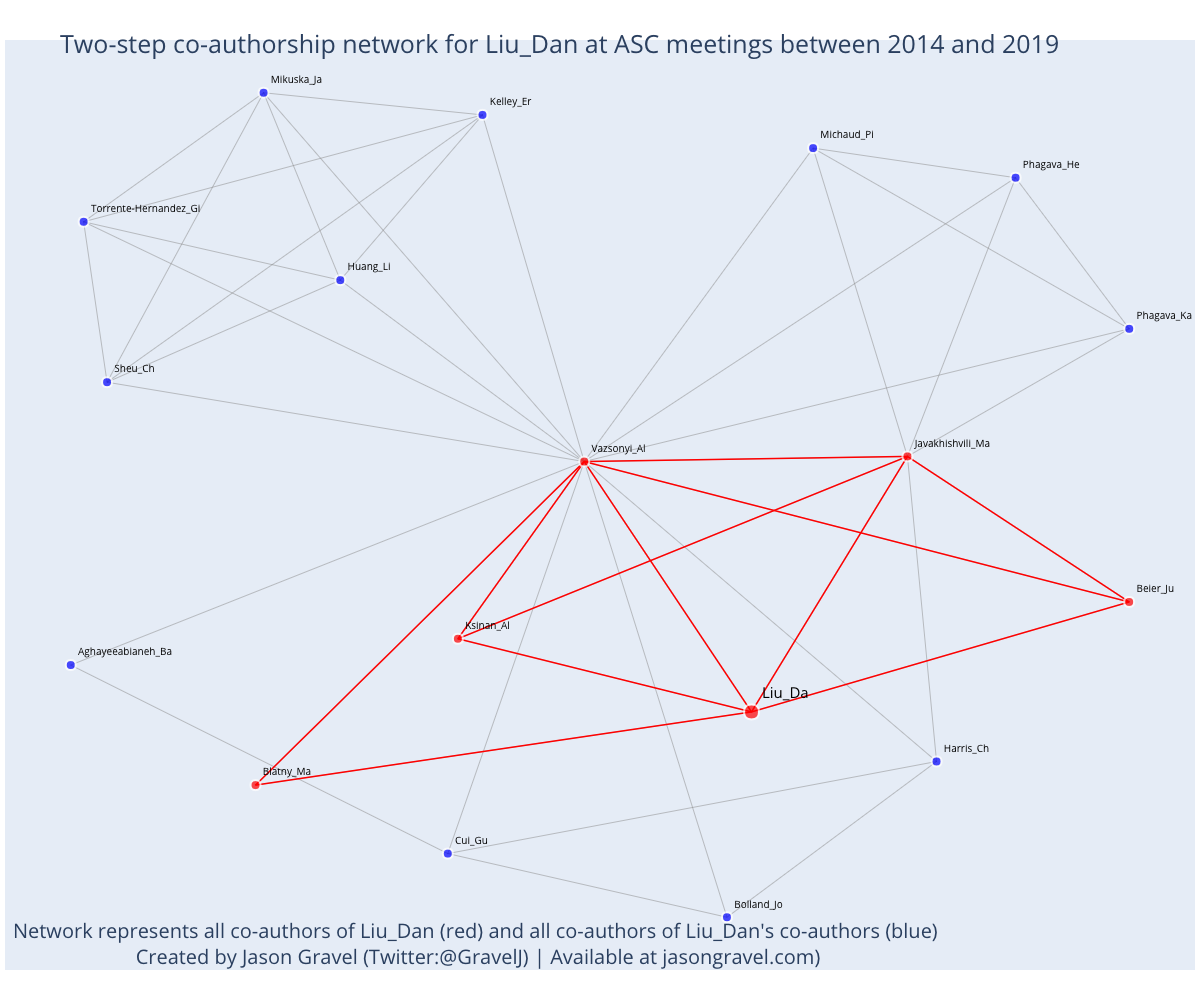 Two-step co-authorship network for Liu_Dan at ASC meetings between 2014 and 2019
Mikuska_Ja
Kelley_Er
Michaud_Pi
Phagava_He
Torrente-Hernandez_Gi
Huang_Li
Phagava_Ka
Sheu_Ch
Vazsonyi_Al
Javakhishvili_Ma
Beier_Ju
Ksinan_Al
Aghayeeabianeh_Ba
Liu_Da
Harris_Ch
Blatny_Ma
Cui_Gu
Bolland_Jo
Network represents all co-authors of Liu_Dan (red) and all co-authors of Liu_Dan's co-authors (blue)
Created by Jason Gravel (Twitter:@GravelJ) | Available at jasongravel.com)